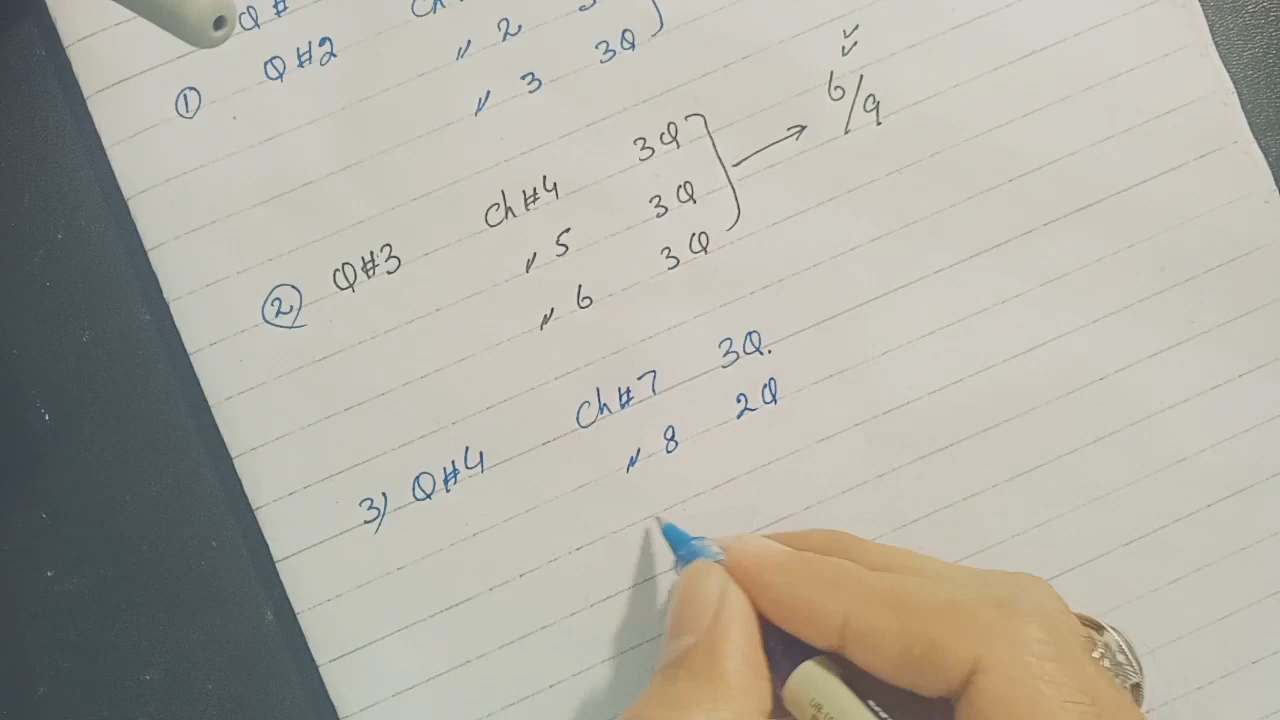 Q #
① Q#2 〃 2
〃 3 3Q
Ch#4 3Q → 6/9
② Q#3 〃 5 3Q
〃 6 3Q
Ch#7 3Q.
3) Q#4 〃 8 2Q